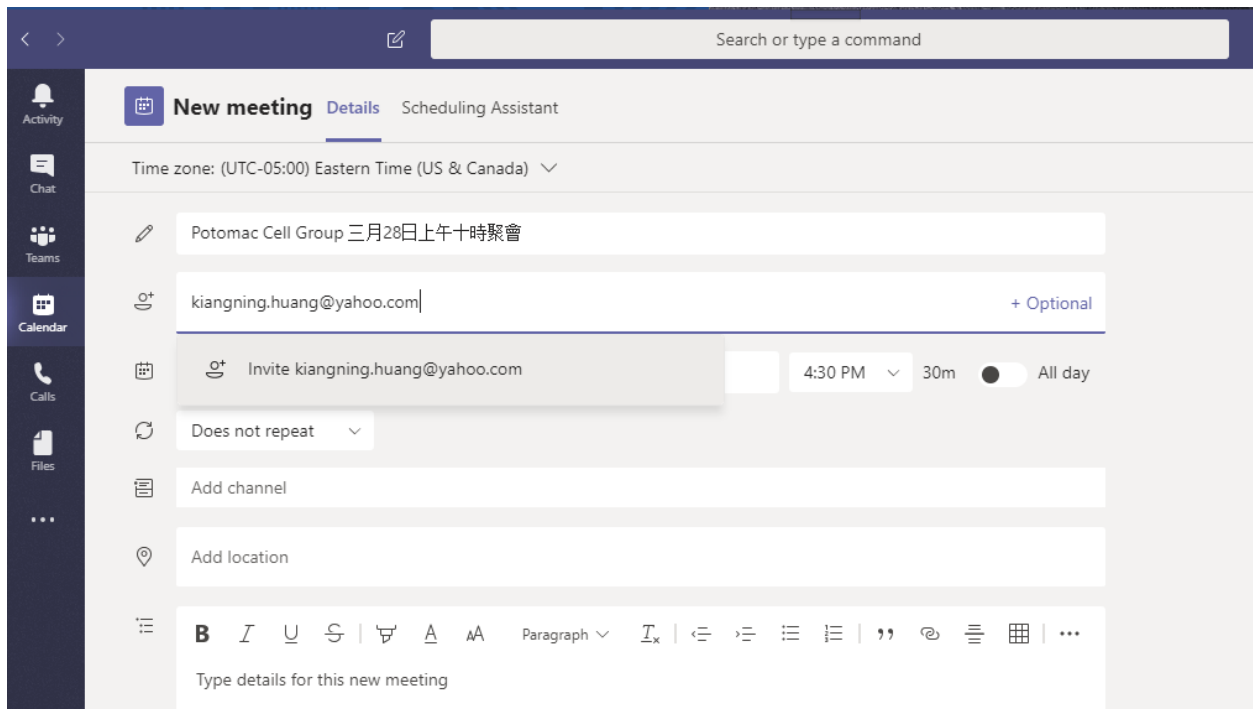 Search or type a command
Activity
Chat
Teams
Calendar
Calls
Files
New meeting Details Scheduling Assistant
Time zone: (UTC-05:00) Eastern Time (US & Canada)
Potomac Cell Group 三月28日上午十時聚會
kiangning.huang@yahoo.com + Optional
Invite kiangning.huang@yahoo.com
4:30 PM 30m All day
Does not repeat
Add channel
Add location
B I U S A AA Paragraph Tx
Type details for this new meeting